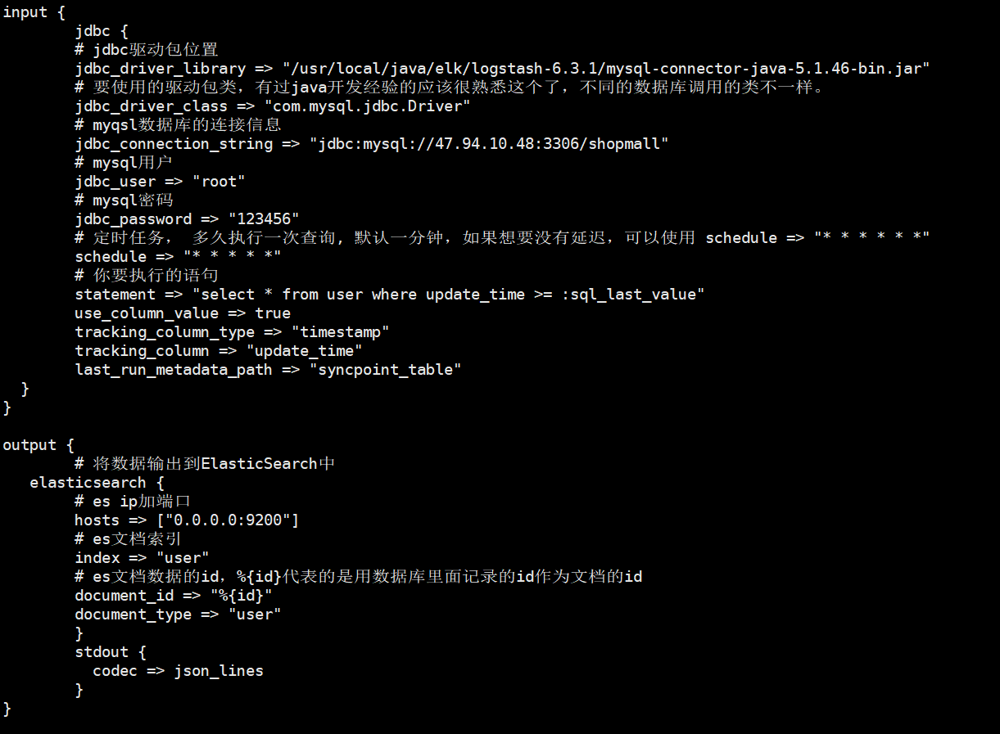 input {
jdbc {
# jdbc驱动包位置
jdbc_driver_library => "/usr/local/java/elk/logstash-6.3.1/mysql-connector-java-5.1.46-bin.jar"
# 要使用的驱动包类，有过java开发经验的应该很熟悉这个了，不同的数据库调用的类不一样。
jdbc_driver_class => "com.mysql.jdbc.Driver"
# myqsl数据库的连接信息
jdbc_connection_string => "jdbc:mysql://47.94.10.48:3306/shopmall"
# mysql用户
jdbc_user => "root"
# mysql密码
jdbc_password => "123456"
# 定时任务， 多久执行一次查询, 默认一分钟，如果想要没有延迟，可以使用 schedule => "* * * * * *"
schedule => "* * * * *"
# 你要执行的语句
statement => "select * from user where update_time >= :sql_last_value"
use_column_value => true
tracking_column_type => "timestamp"
tracking_column => "update_time"
last_run_metadata_path => "syncpoint_table"
}
}
output {
# 将数据输出到ElasticSearch中
elasticsearch {
# es ip加端口
hosts => ["0.0.0.0:9200"]
# es文档索引
index => "user"
# es文档数据的id，%{id}代表的是用数据库里面记录的id作为文档的id
document_id => "%{id}"
document_type => "user"
}
stdout {
codec => json_lines
}
}